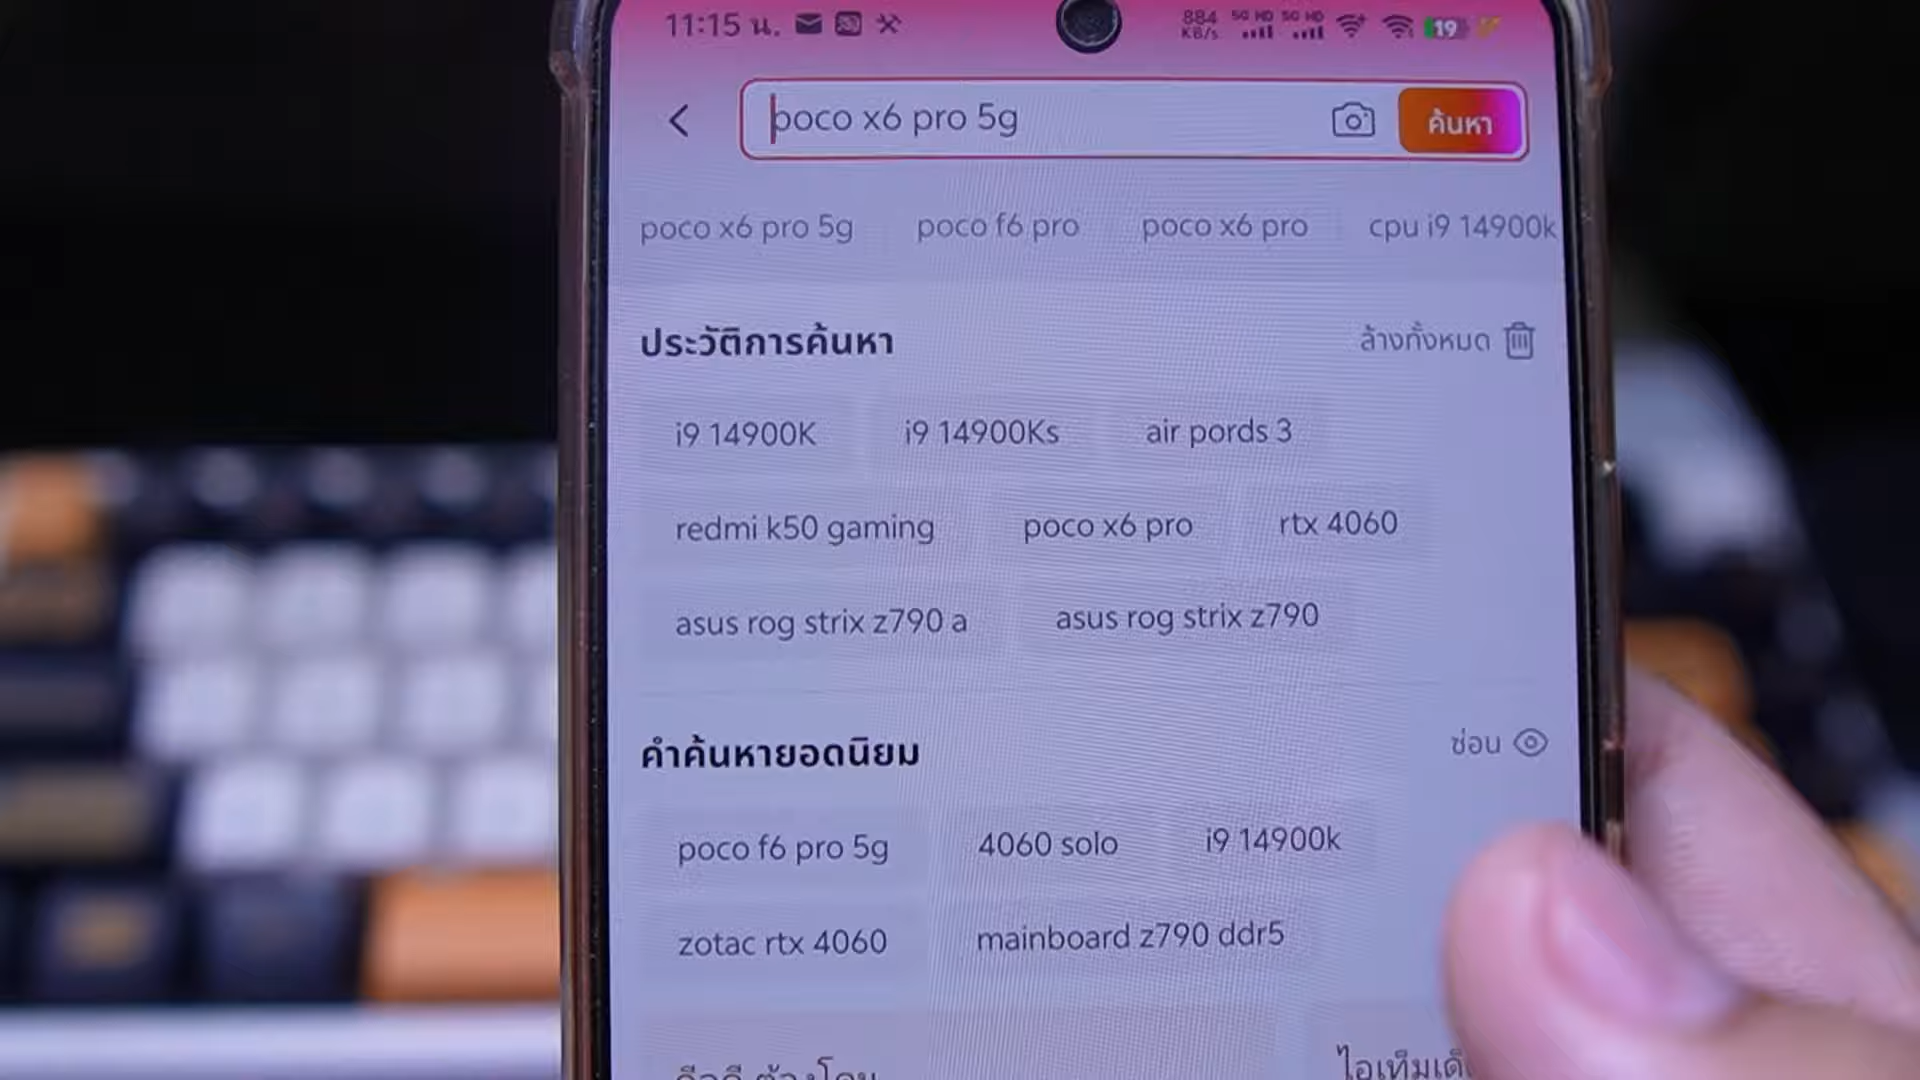 11:15 น. 884 KB/s 5G HD 5G HD 19
poco x6 pro 5g ค้นหา
poco x6 pro 5g poco f6 pro poco x6 pro cpu i9 14900k
ประวัติการค้นหา ล้างทั้งหมด
i9 14900K i9 14900Ks air pords 3
redmi k50 gaming poco x6 pro rtx 4060
asus rog strix z790 a asus rog strix z790
คำค้นหายอดนิยม ซ่อน
poco f6 pro 5g 4060 solo i9 14900k
zotac rtx 4060 mainboard z790 ddr5